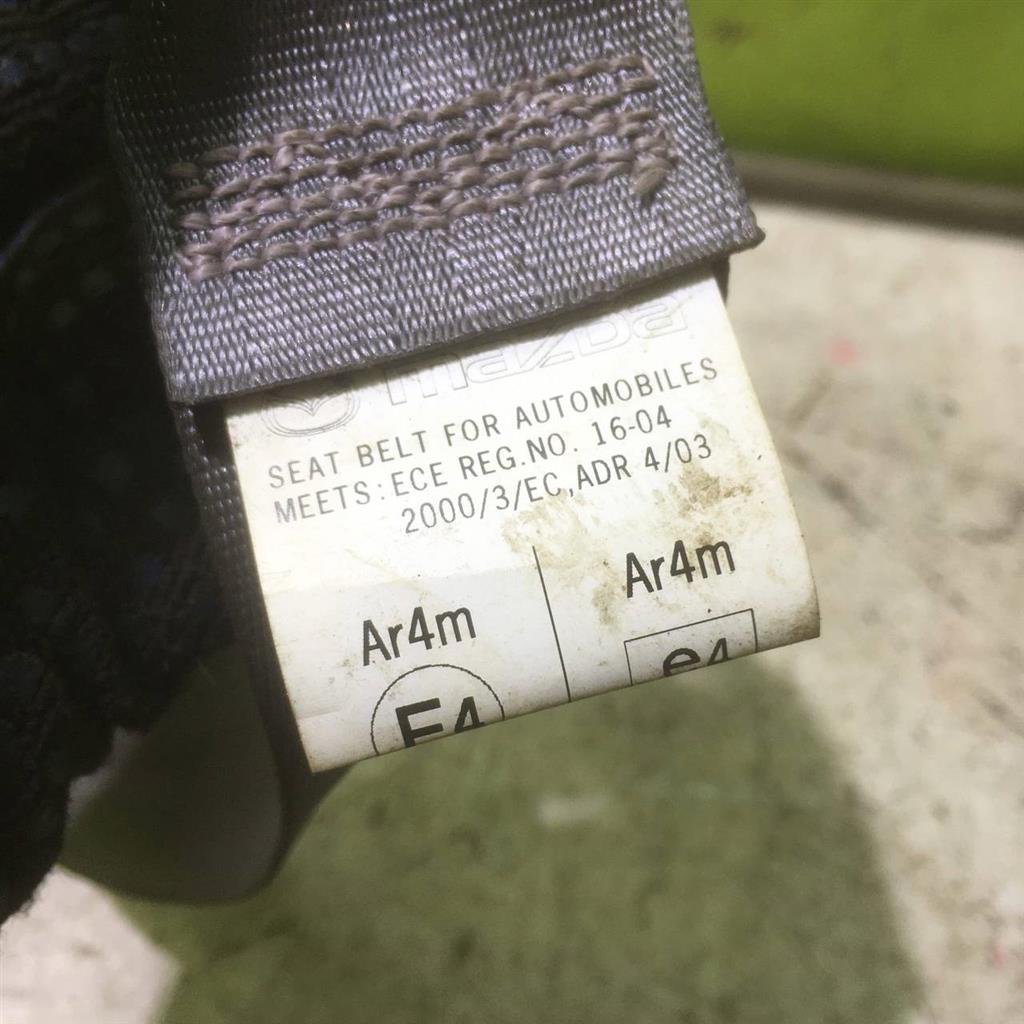 mazda
SEAT BELT FOR AUTOMOBILES
MEETS: ECE REG.NO. 16-04
2000/3/EC, ADR 4/03
Ar4m
Ar4m
E4
e4